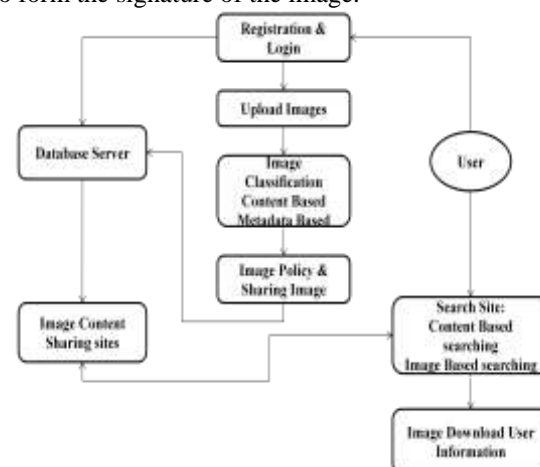 o form the signature of the image.
Registration &
Login
Upload Images
Database Server
Image
Classification
Content Based
Metadata Based
User
Image Policy &
Sharing Image
Image Content
Sharing sites
Search Site:
Content Based
searching
Image Based searching
Image Download User
Information